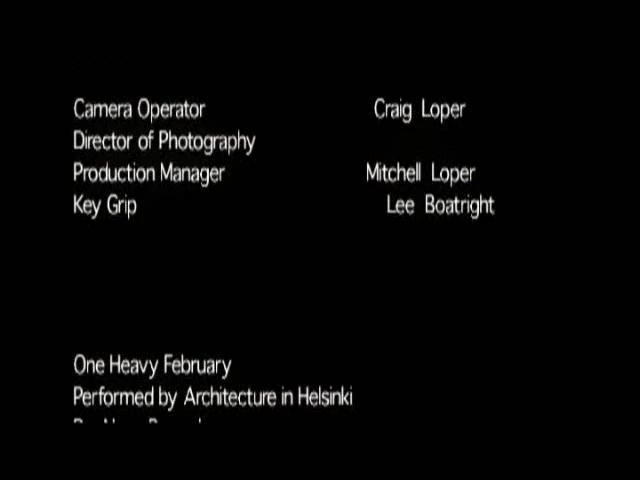 Camera Operator Craig Loper
Director of Photography
Production Manager Mitchell Loper
Key Grip Lee Boatright
One Heavy February
Performed by Architecture in Helsinki